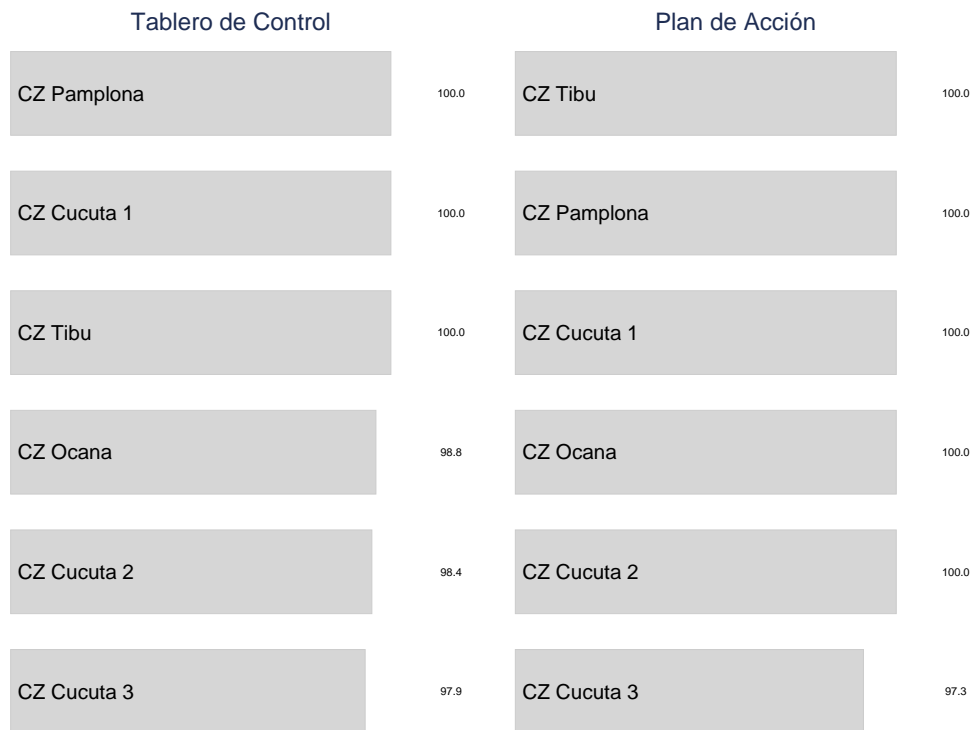 Tablero de Control
CZ Pamplona 100.0
CZ Cucuta 1 100.0
CZ Tibu 100.0
CZ Ocana 98.8
CZ Cucuta 2 98.4
CZ Cucuta 3 97.9
Plan de Acción
CZ Tibu 100.0
CZ Pamplona 100.0
CZ Cucuta 1 100.0
CZ Ocana 100.0
CZ Cucuta 2 100.0
CZ Cucuta 3 97.3